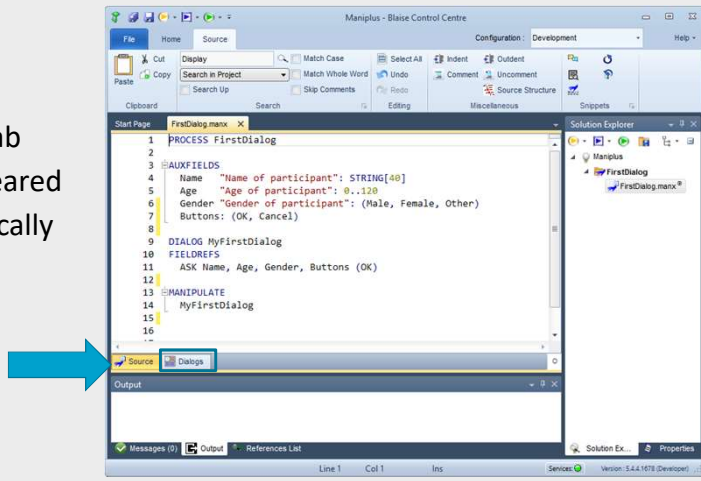 ab
eared
cally
Maniplus - Blaise Control Centre
File Home Source
Configuration : Development
Help
Paste
Cut
Copy
Clipboard
Display
Search in Project
Search Up
Match Case
Match Whole Word
Skip Comments
Search
Select All
Undo
Redo
Editing
Indent Outdent
Comment Uncomment
Source Structure
Miscellaneous
Snippets
Start Page FirstDialog.manx X
1 PROCESS FirstDialog
2
3 AUXFIELDS
4 Name "Name of participant": STRING[40]
5 Age "Age of participant": 0..120
6 Gender "Gender of participant": (Male, Female, Other)
7 Buttons: (OK, Cancel)
8
9 DIALOG MyFirstDialog
10 FIELDREFS
11 ASK Name, Age, Gender, Buttons (OK)
12
13 MANIPULATE
14 MyFirstDialog
15
16
Source Dialogs
Solution Explorer
Maniplus
FirstDialog
FirstDialog.manx
Output
Messages (0) Output References List
Solution Ex... Properties
Line 1 Col 1 Ins
Services: Version : 5.4.4.1678 (Developer)